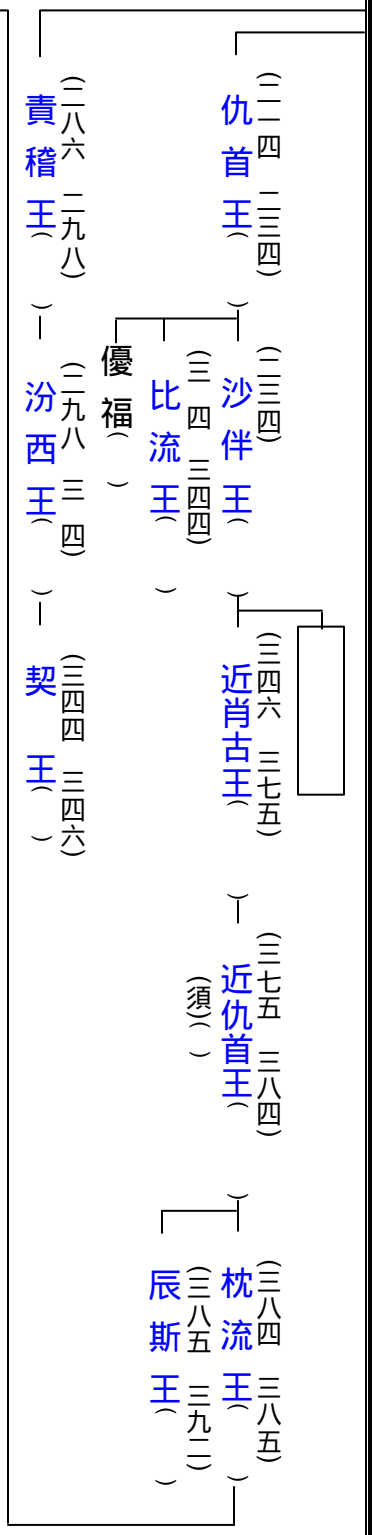 (二一四 二三四)
仇首王( )
(二三四)
沙伴王( )
(三四六 三七五)
近肖古王( )
(三七五 三八四)
近仇首王( )
(須)( )
(三八四 三八五)
枕流王( )
(三八五 三九二)
辰斯王( )
(三 四 三四四)
比流王( )
優福( )
(二八六 二九八)
責稽王( )
(二九八 三 四)
汾西王( )
(三四四 三四六)
契王( )